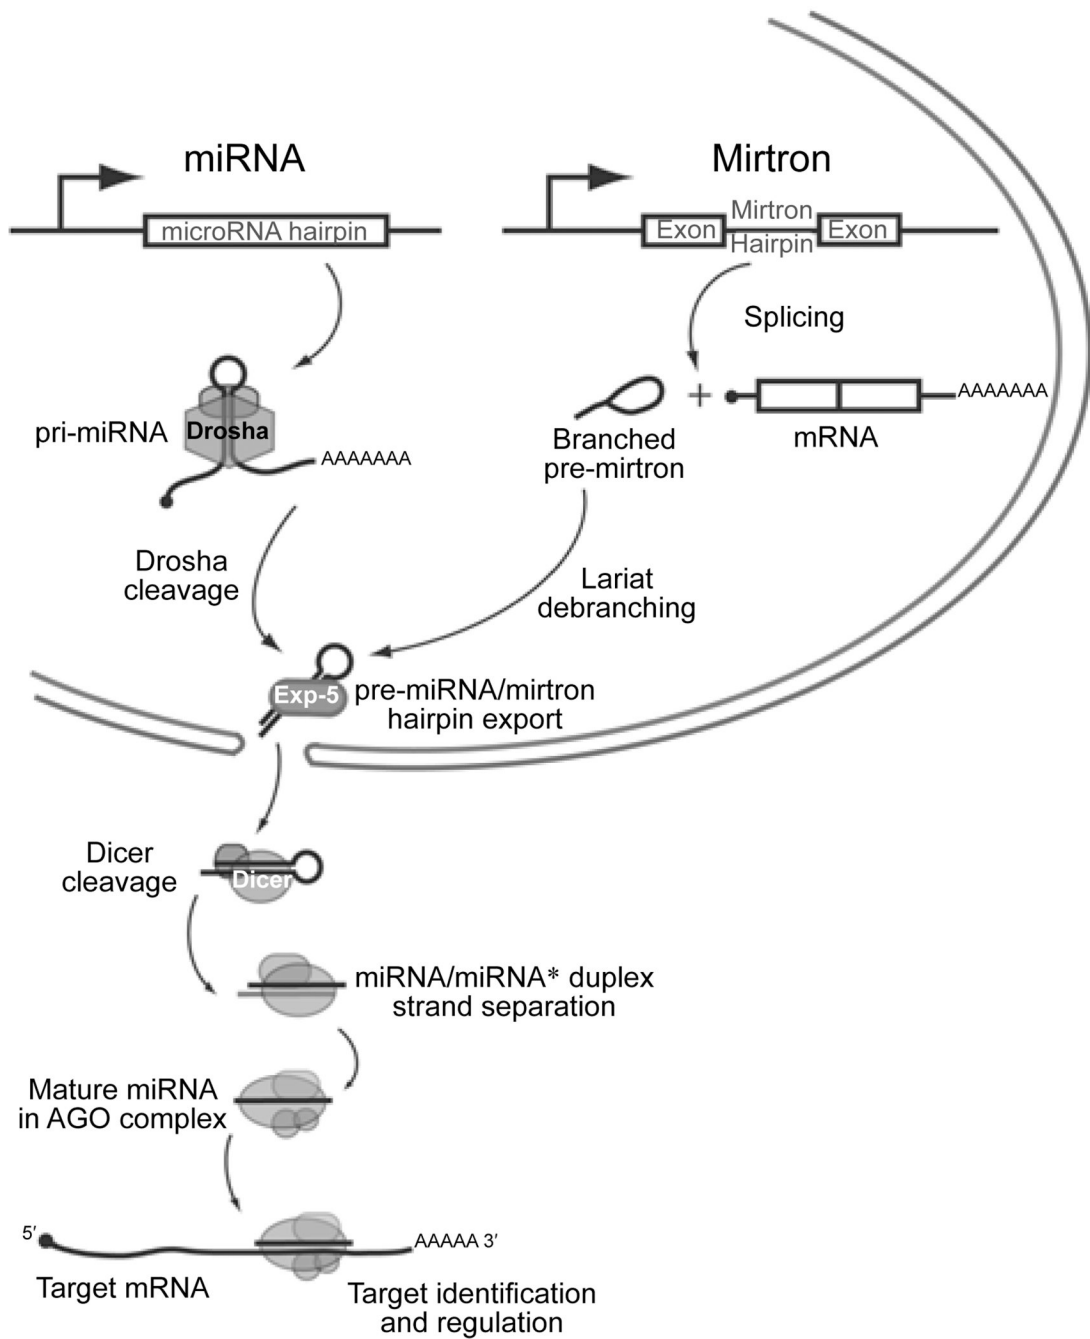 miRNA
Mirtron
microRNA hairpin
Exon
Mirtron
Hairpin
Exon
Splicing
pri-miRNA
Drosha
AAAAAAA
Branched
pre-mirtron
+
AAAAAAA
mRNA
Drosha
cleavage
Lariat
debranching
Exp-5
pre-miRNA/mirtron
hairpin export
Dicer
cleavage
Dicer
miRNA/miRNA* duplex
strand separation
Mature miRNA
in AGO complex
5′
AAAAA 3′
Target mRNA
Target identification
and regulation